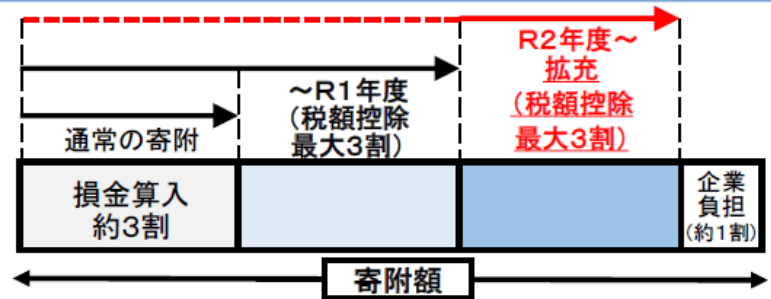 R2年度～
拡充
(税額控除
最大3割)
～R1年度
(税額控除
最大3割)
通常の寄附
損金算入
約3割
企業
負担
(約1割)
寄附額